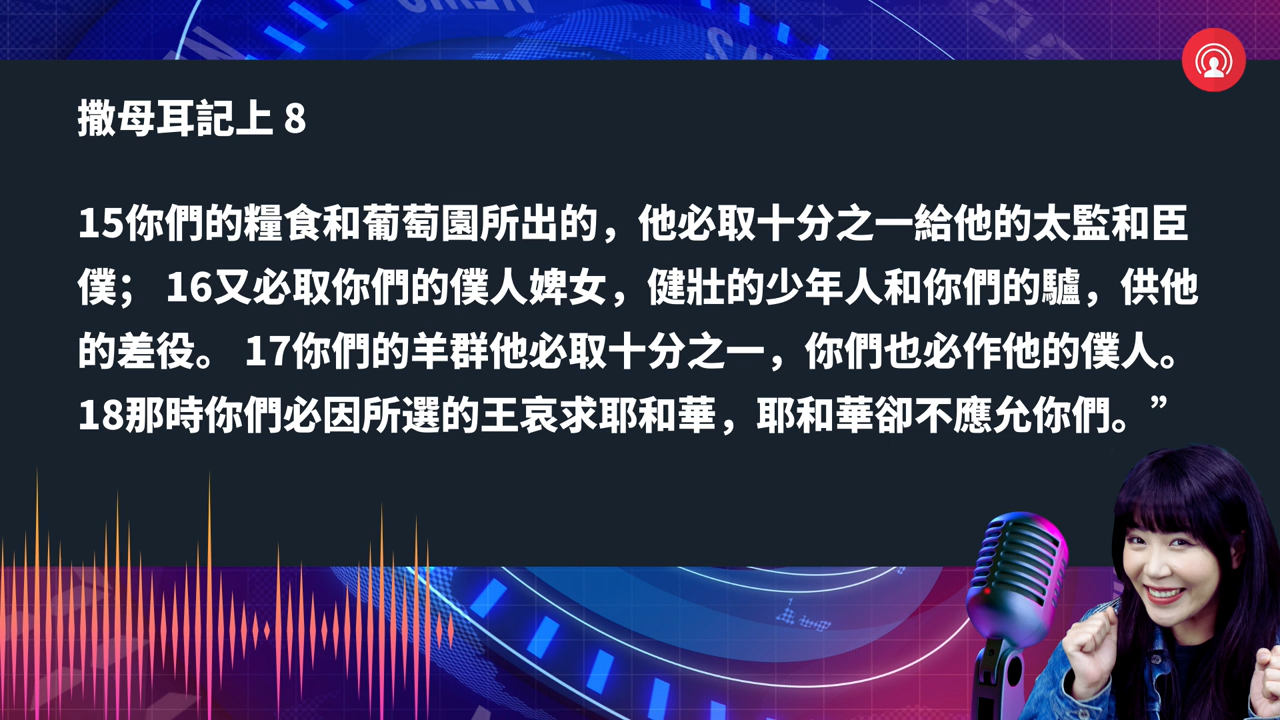 NEWS
撒母耳記上 8
15你們的糧食和葡萄園所出的，他必取十分之一給他的太監和臣
僕； 16又必取你們的僕人婢女，健壯的少年人和你們的驢，供他
的差役。 17你們的羊群他必取十分之一，你們也必作他的僕人。
18那時你們必因所選的王哀求耶和華，耶和華卻不應允你們。”